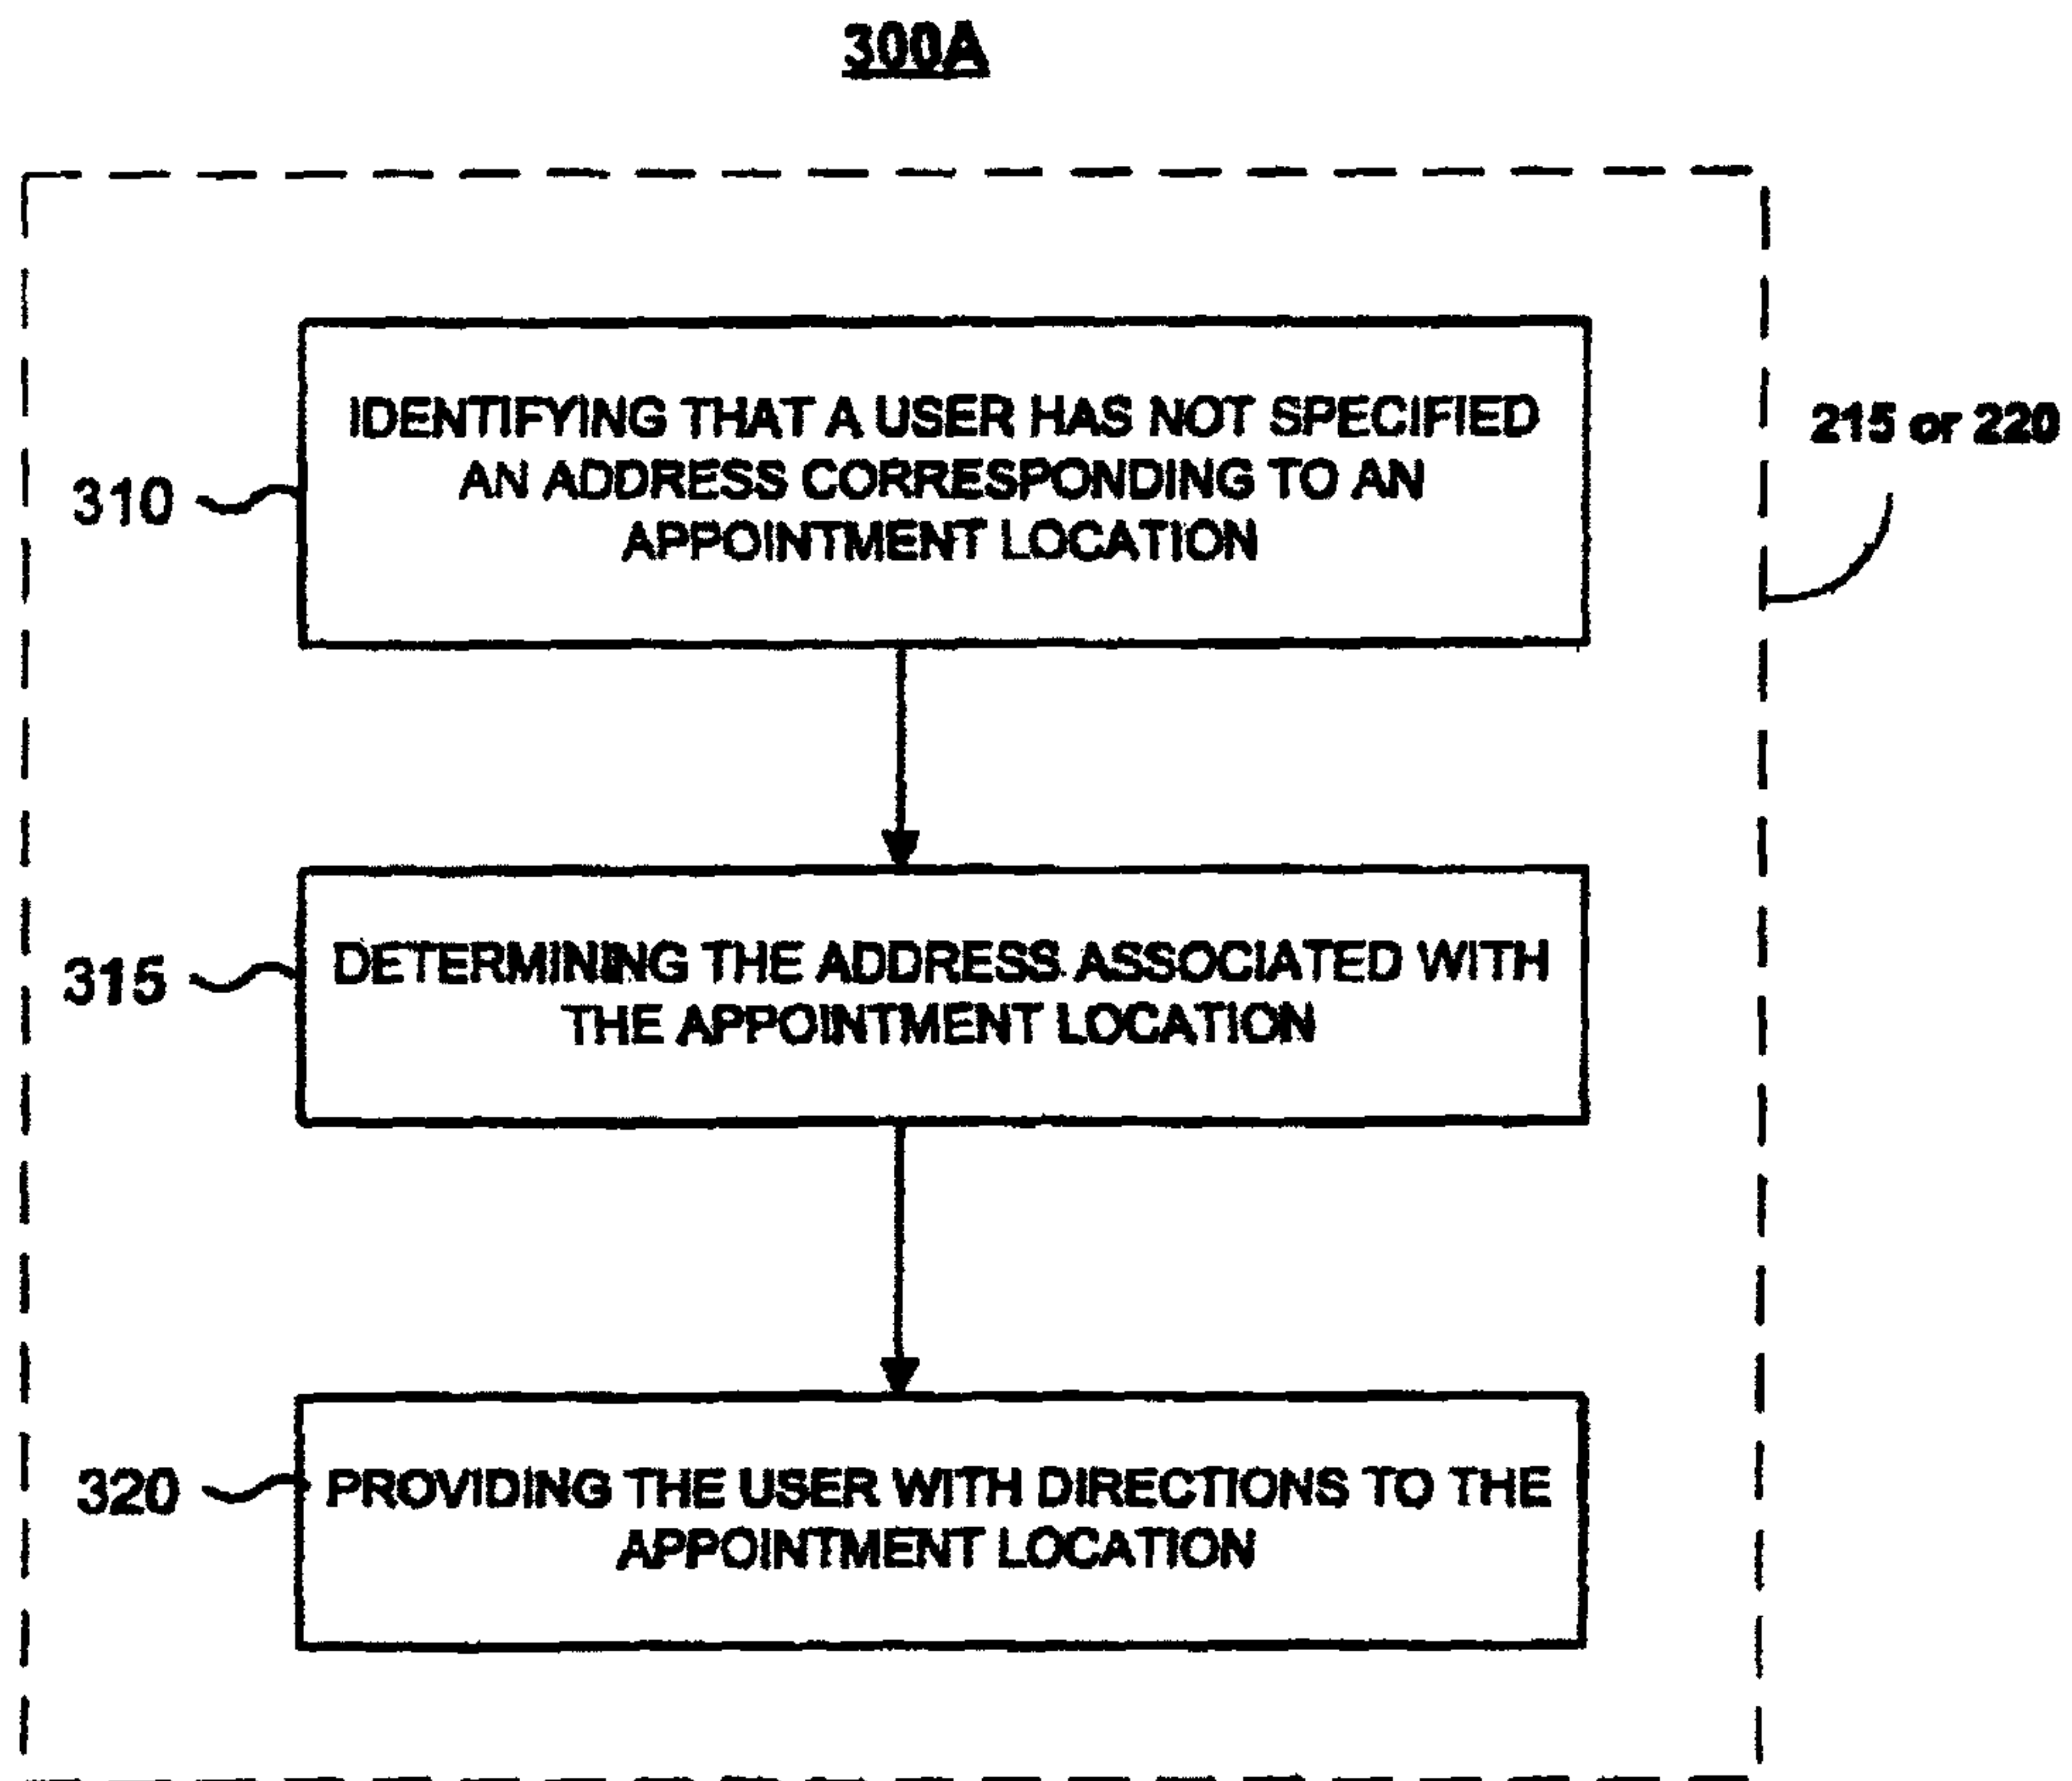 300A
IDENTIFYING THAT A USER HAS NOT SPECIFIED
AN ADDRESS CORRESPONDING TO AN
APPOINTMENT LOCATION
310
215 or 220
DETERMINING THE ADDRESS ASSOCIATED WITH
THE APPOINTMENT LOCATION
315
PROVIDING THE USER WITH DIRECTIONS TO THE
APPOINTMENT LOCATION
320